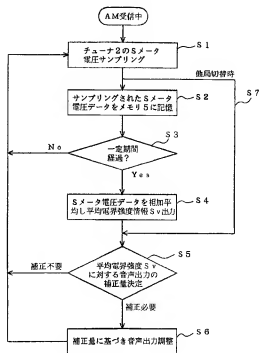 AM受信中
S1
チューナ2のSメータ
電圧サンプリング
他局切替時
S7
S2
サンプリングされたSメータ
電圧データをメモリ5に記憶
S3
No
一定期間
経過?
Yes
S4
Sメータ電圧データを相加平
均し平均電界強度情報Sv出力
S5
補正不要
平均電界強度Sv
に対する音声出力の
補正量決定
補正必要
S6
補正量に基づき音声出力調整